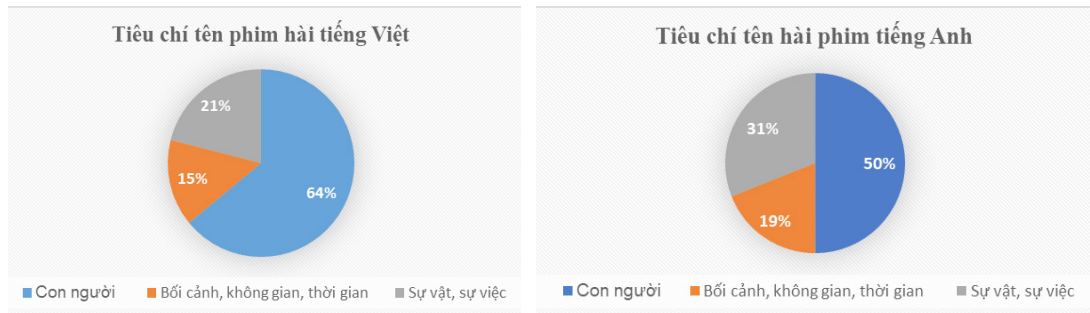 Tiêu chí tên phim hài tiếng Việt
21%
15%
64%
Con người
Bối cảnh, không gian, thời gian
Sự vật, sự việc
Tiêu chí tên hài phim tiếng Anh
31%
50%
19%
Con người
Bối cảnh, không gian, thời gian
Sự vật, sự việc